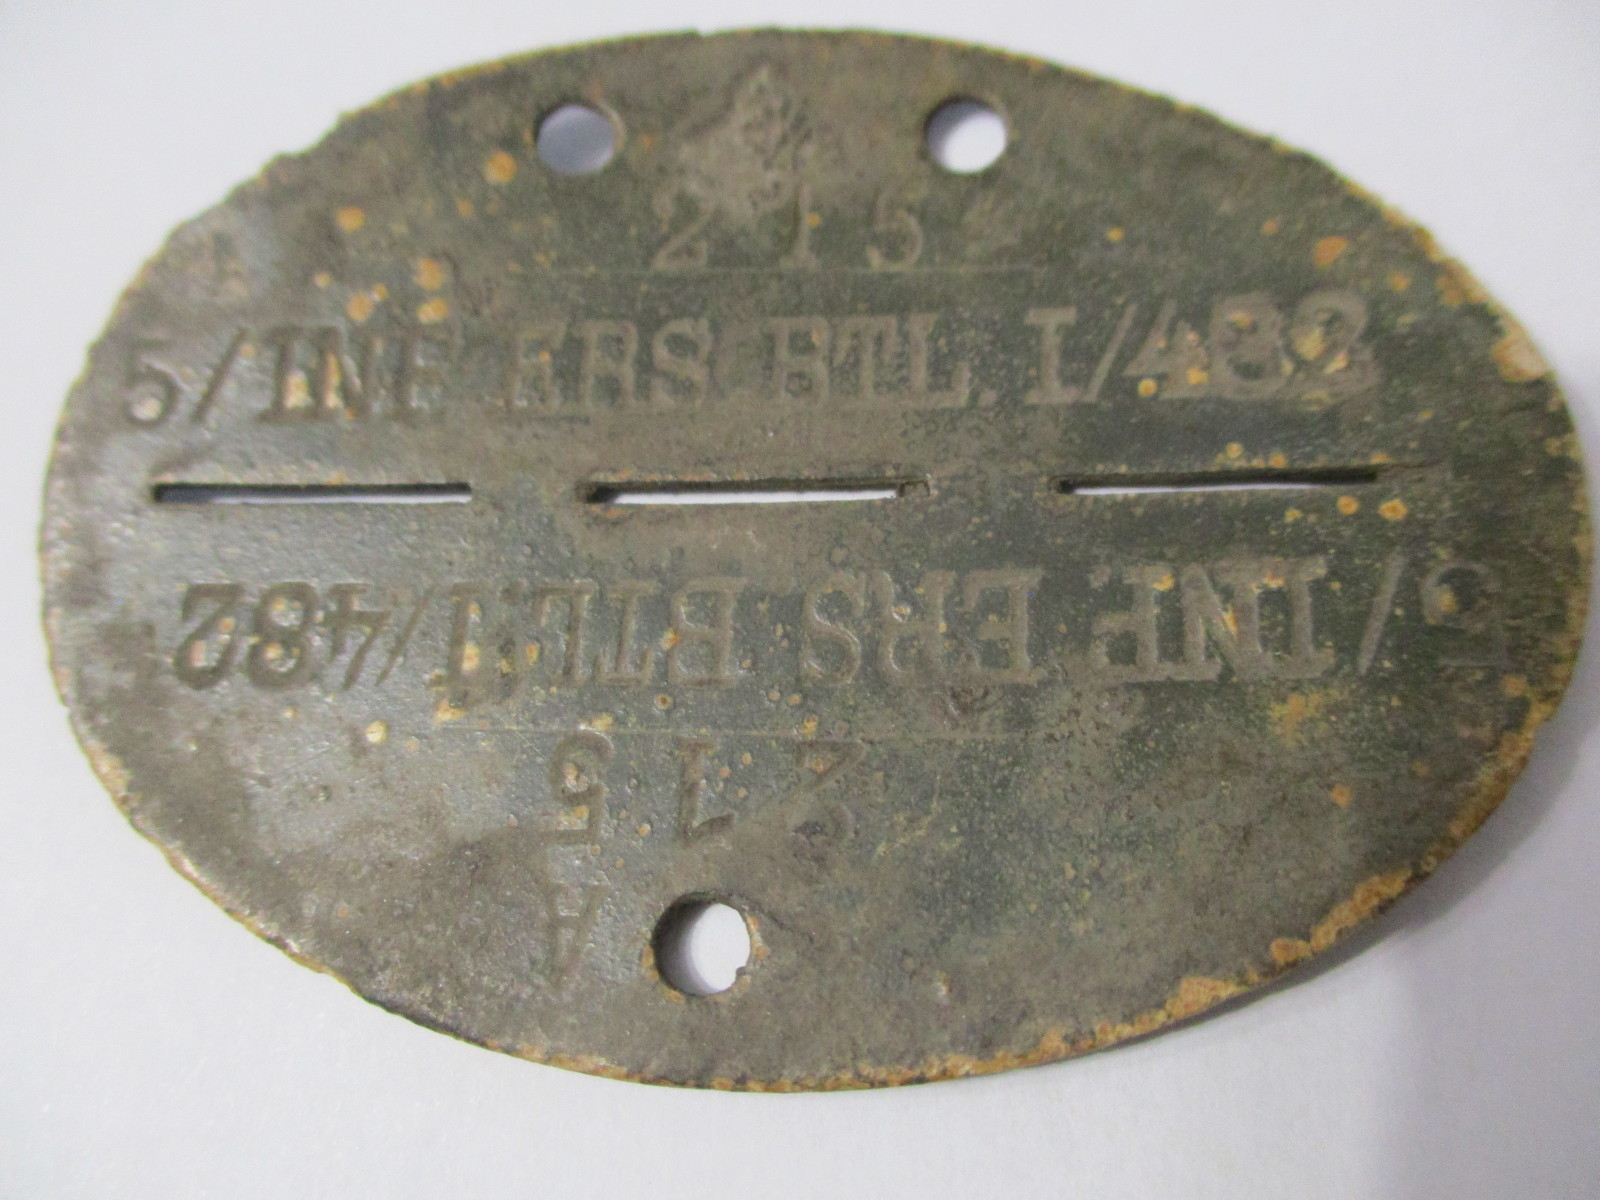 A
215
5/INF. ERS. BTL. I/482
5/INF. ERS. BTL. I/482
215
A